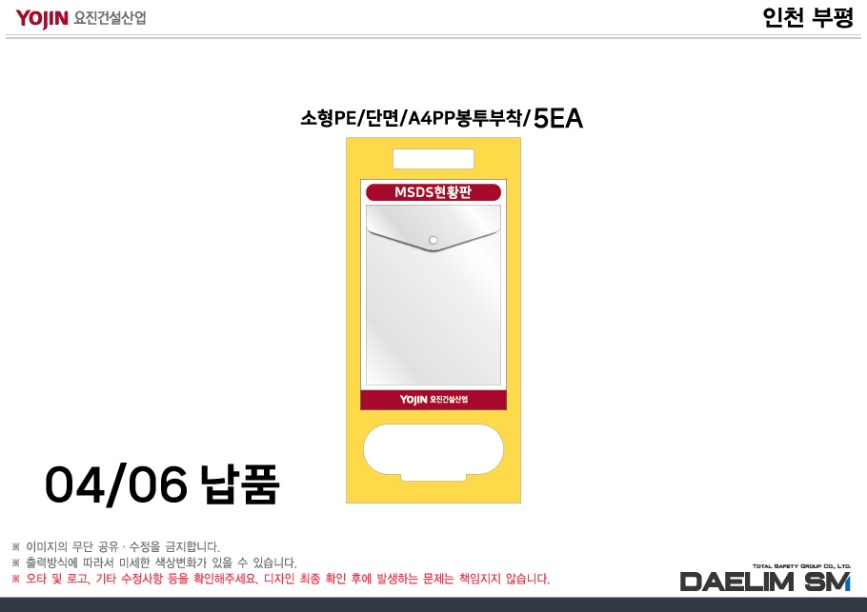 YOJIN 요진건설산업
인천 부평
소형PE/단면/A4PP봉투부착/5EA
MSDS현황판
YOJIN 요진건설산업
04/06 납품
※ 이미지의 무단 공유 · 수정을 금지합니다.
※ 출력방식에 따라서 미세한 색상변화가 있을 수 있습니다.
※ 오타 및 로고, 기타 수정사항 등을 확인해주세요. 디자인 최종 확인 후에 발생하는 문제는 책임지지 않습니다.
TOTAL SAFETY GROUP CO., LTD.
DAELIM SM